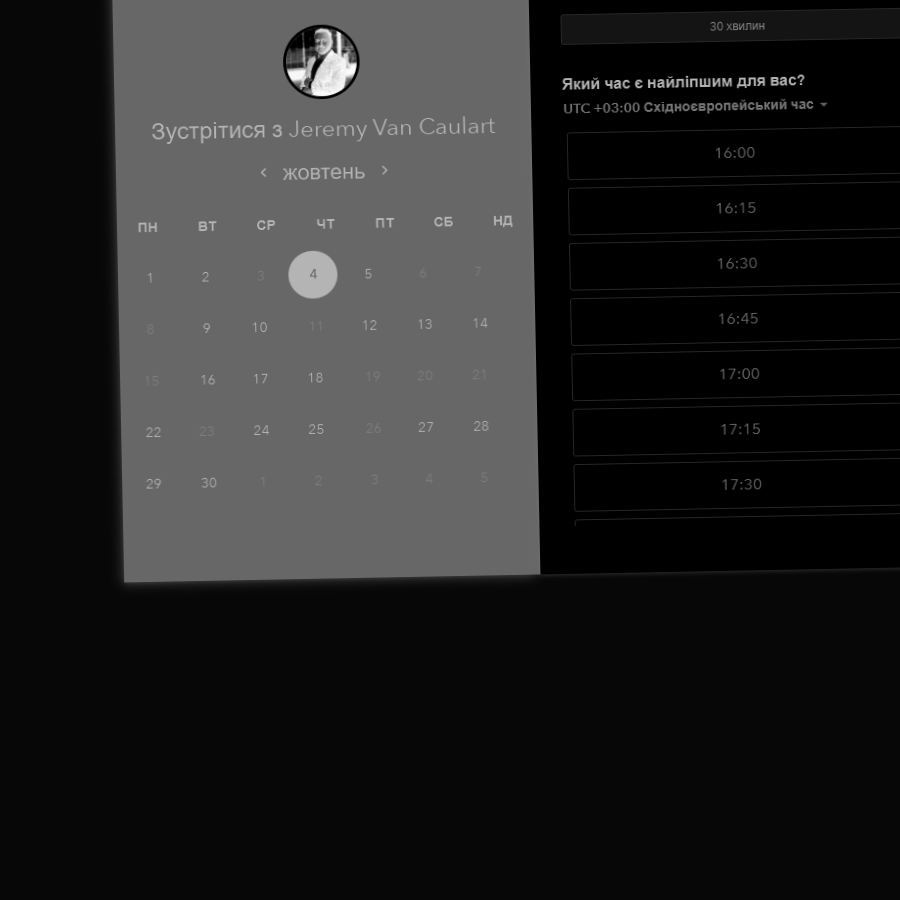 Зустрітися з Jeremy Van Caulart
жовтень
ПН ВТ СР ЧТ ПТ СБ НД
1 2 3 4 5 6 7
8 9 10 11 12 13 14
15 16 17 18 19 20 21
22 23 24 25 26 27 28
29 30 1 2 3 4 5
30 хвилин
Який час є найліпшим для вас?
UTC +03:00 Східноєвропейський час
16:00
16:15
16:30
16:45
17:00
17:15
17:30